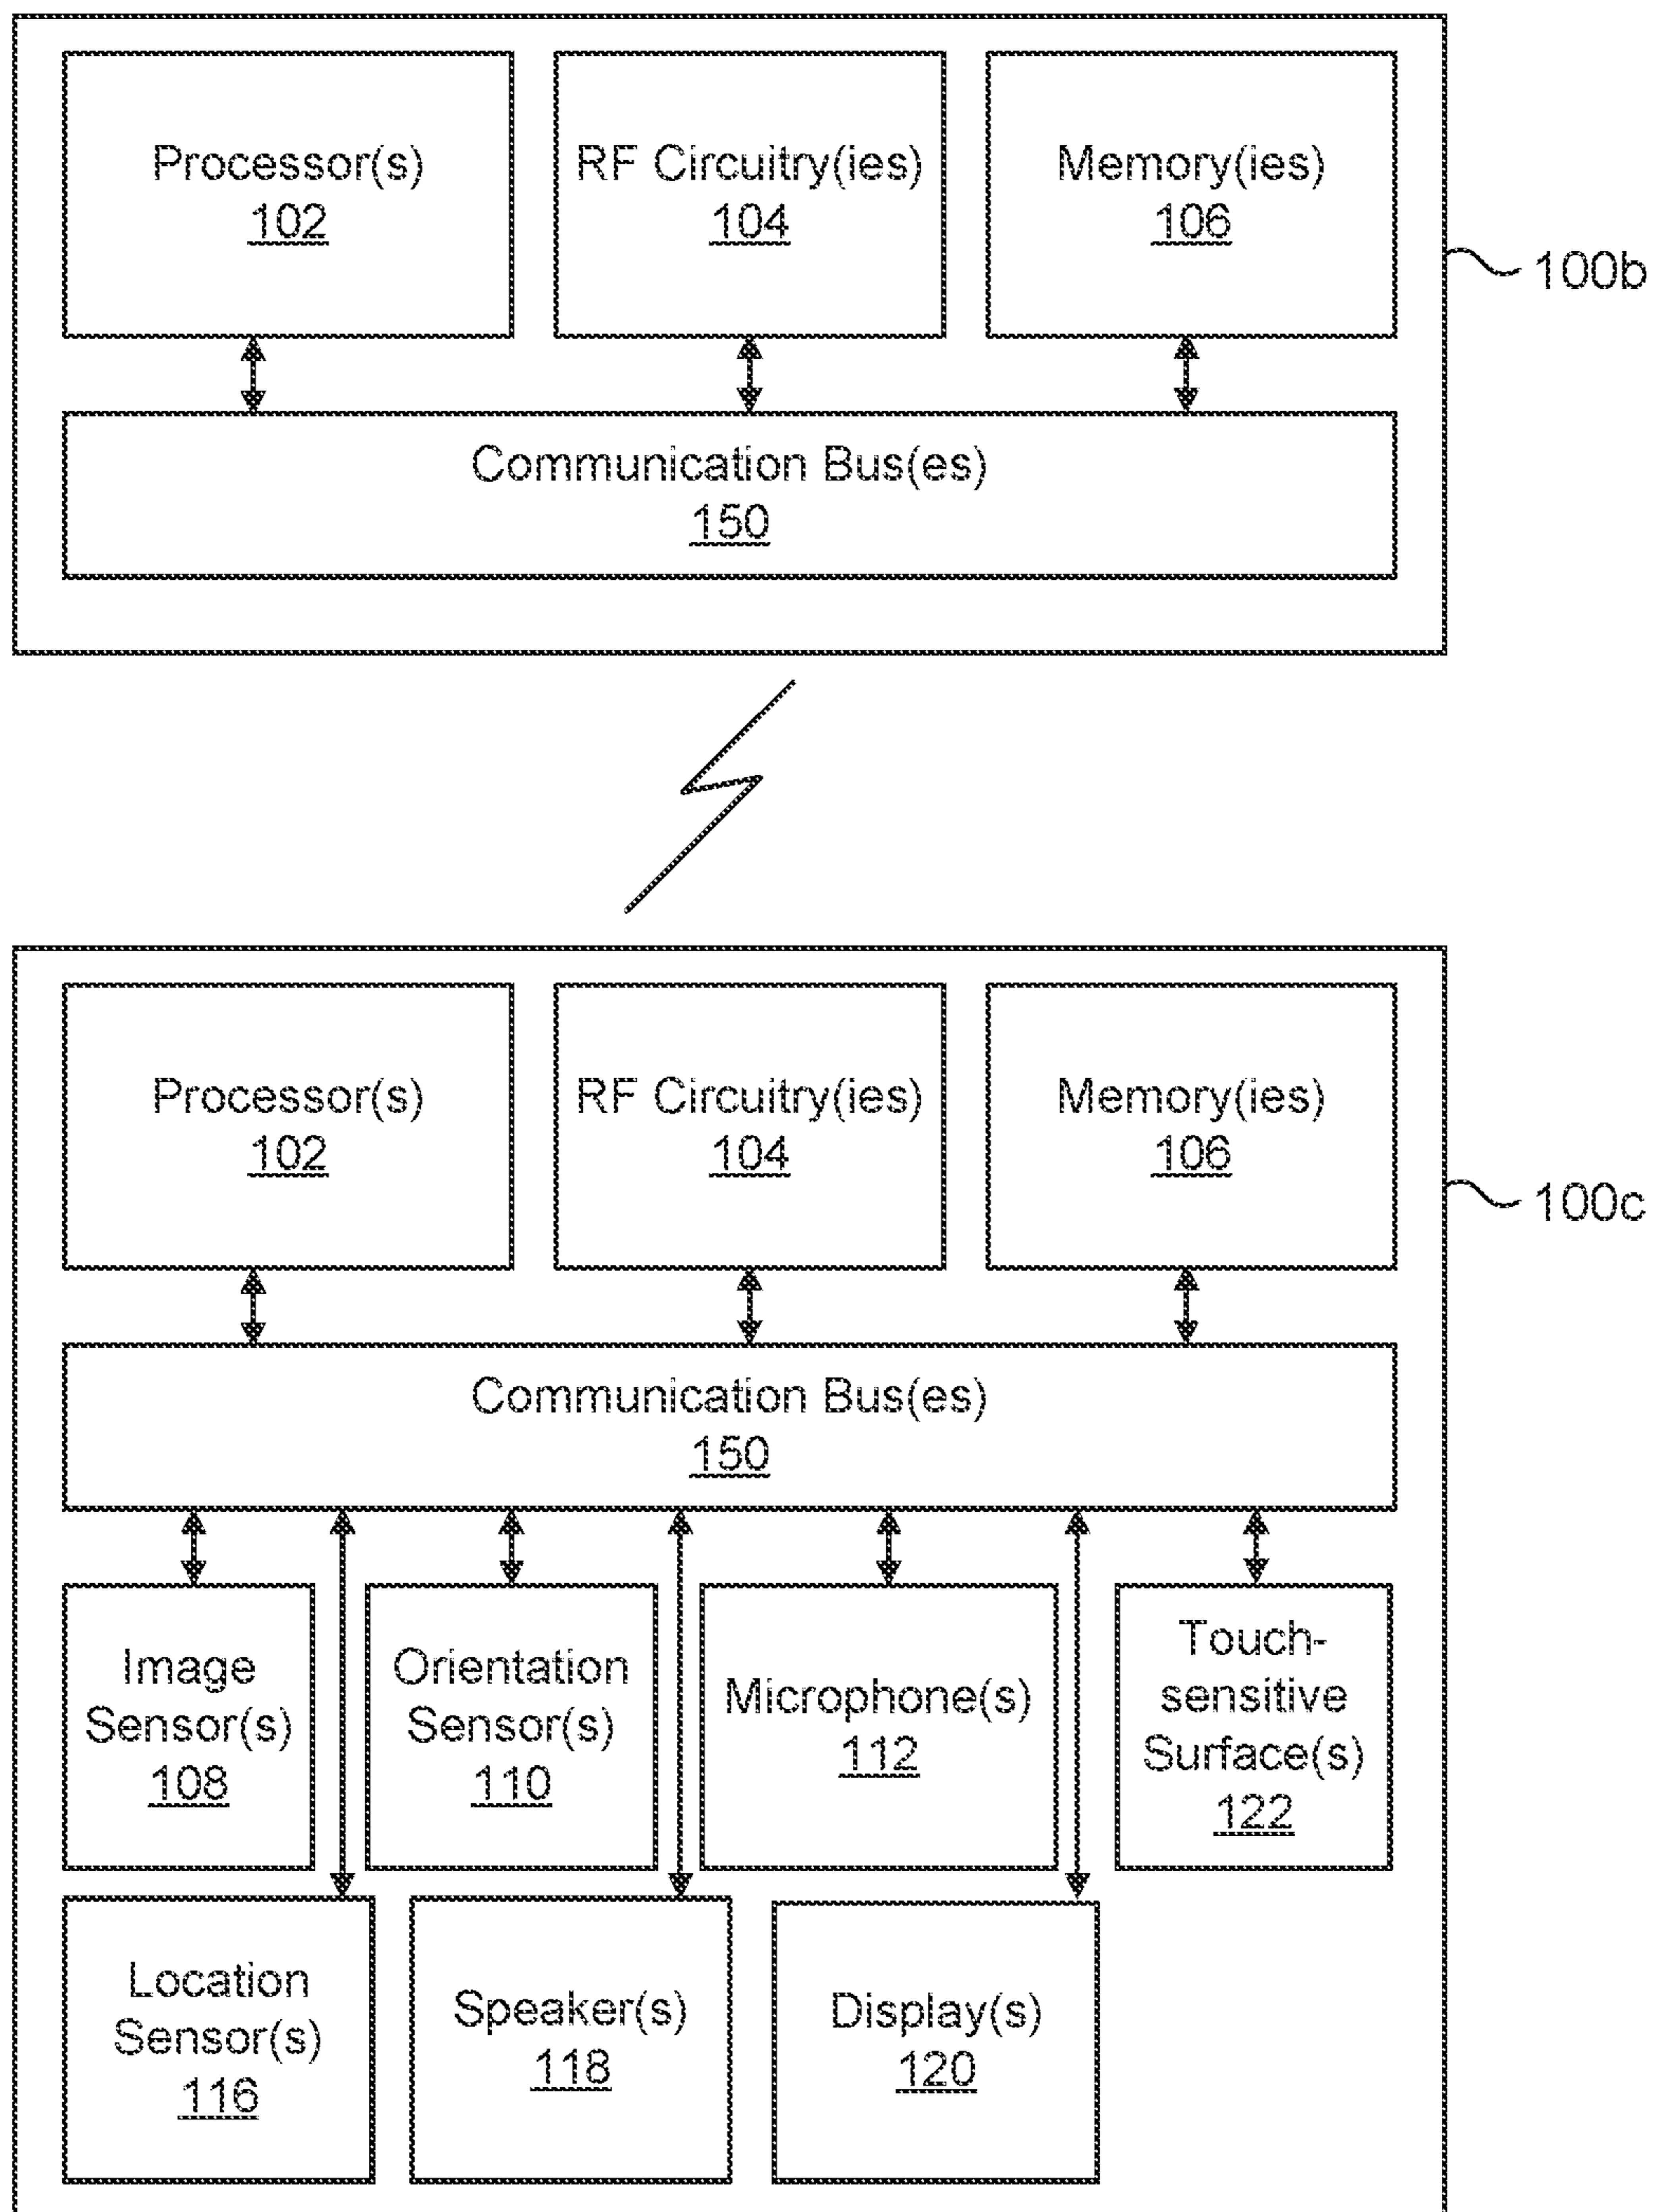 Processor(s)
102
RF Circuitry(ies)
104
Memory(ies)
106
100b
Communication Bus(es)
150
Processor(s)
102
RF Circuitry(ies)
104
Memory(ies)
106
100c
Communication Bus(es)
150
Image
Sensor(s)
108
Orientation
Sensor(s)
110
Microphone(s)
112
Touch-
sensitive
Surface(s)
122
Location
Sensor(s)
116
Speaker(s)
118
Display(s)
120